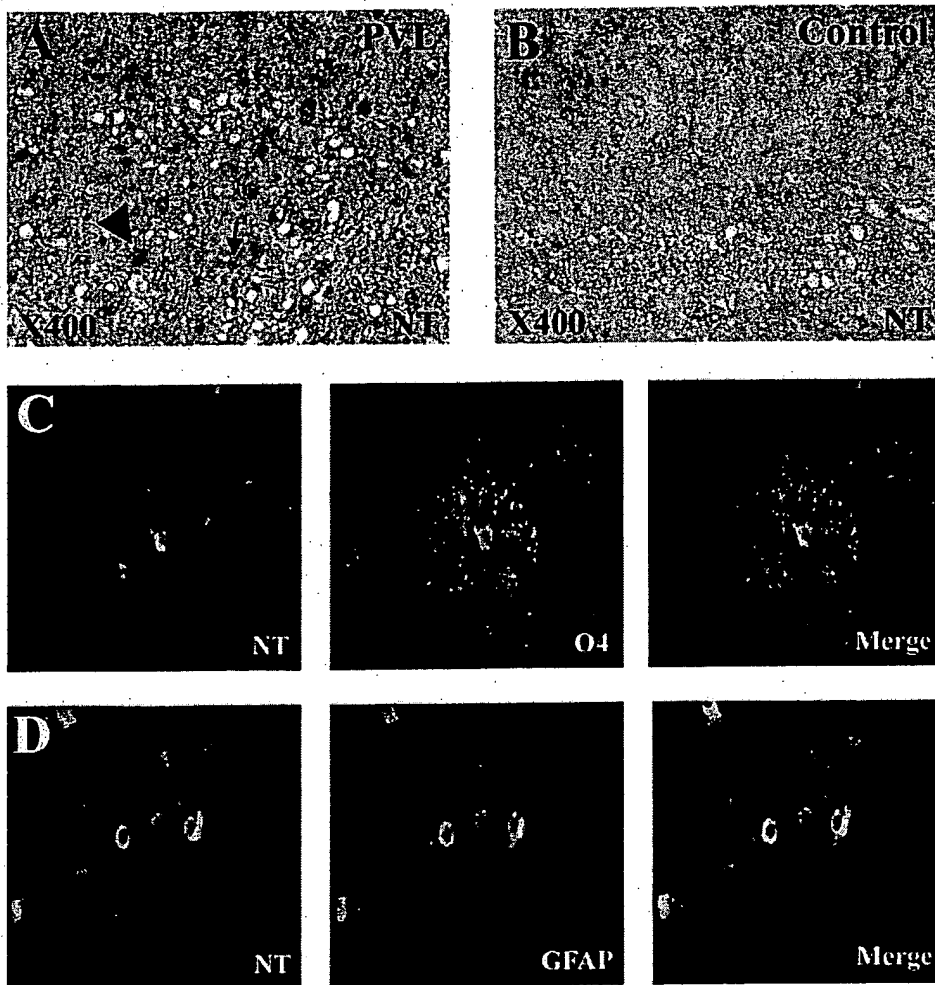 A PVL
X400 NT
B Control
X400 NT
C
NT
O4
Merge
D
NT
GFAP
Merge